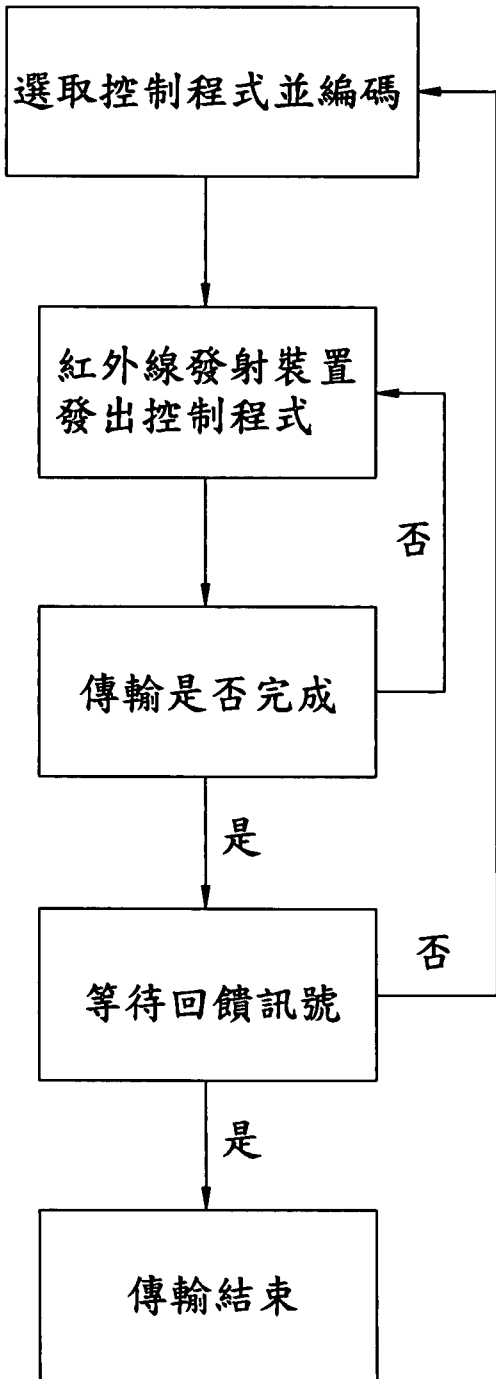 選取控制程式並編碼
紅外線發射裝置
發出控制程式
否
傳輸是否完成
是
否
等待回饋訊號
是
傳輸結束